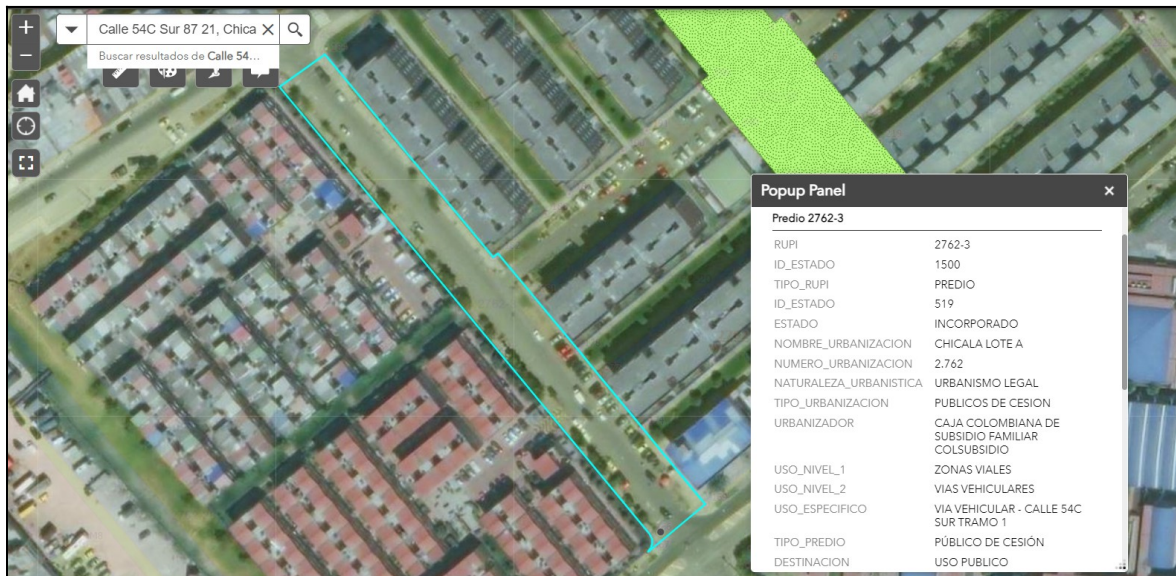 Calle 54C Sur 87 21, Chica
Buscar resultados de Calle 54...
Popup Panel
Predio 2762-3
RUPI 2762-3
ID_ESTADO 1500
TIPO_RUPI PREDIO
ID_ESTADO 519
ESTADO INCORPORADO
NOMBRE_URBANIZACION CHICALA LOTE A
NUMERO_URBANIZACION 2.762
NATURALEZA_URBANISTICA URBANISMO LEGAL
TIPO_URBANIZACION PUBLICOS DE CESION
URBANIZADOR CAJA COLOMBIANA DE
SUBSIDIO FAMILIAR
COLSUBSIDIO
USO_NIVEL_1 ZONAS VIALES
USO_NIVEL_2 VIAS VEHICULARES
USO_ESPECIFICO VIA VEHICULAR - CALLE 54C
SUR TRAMO 1
TIPO_PREDIO PÚBLICO DE CESIÓN
DESTINACION USO PUBLICO